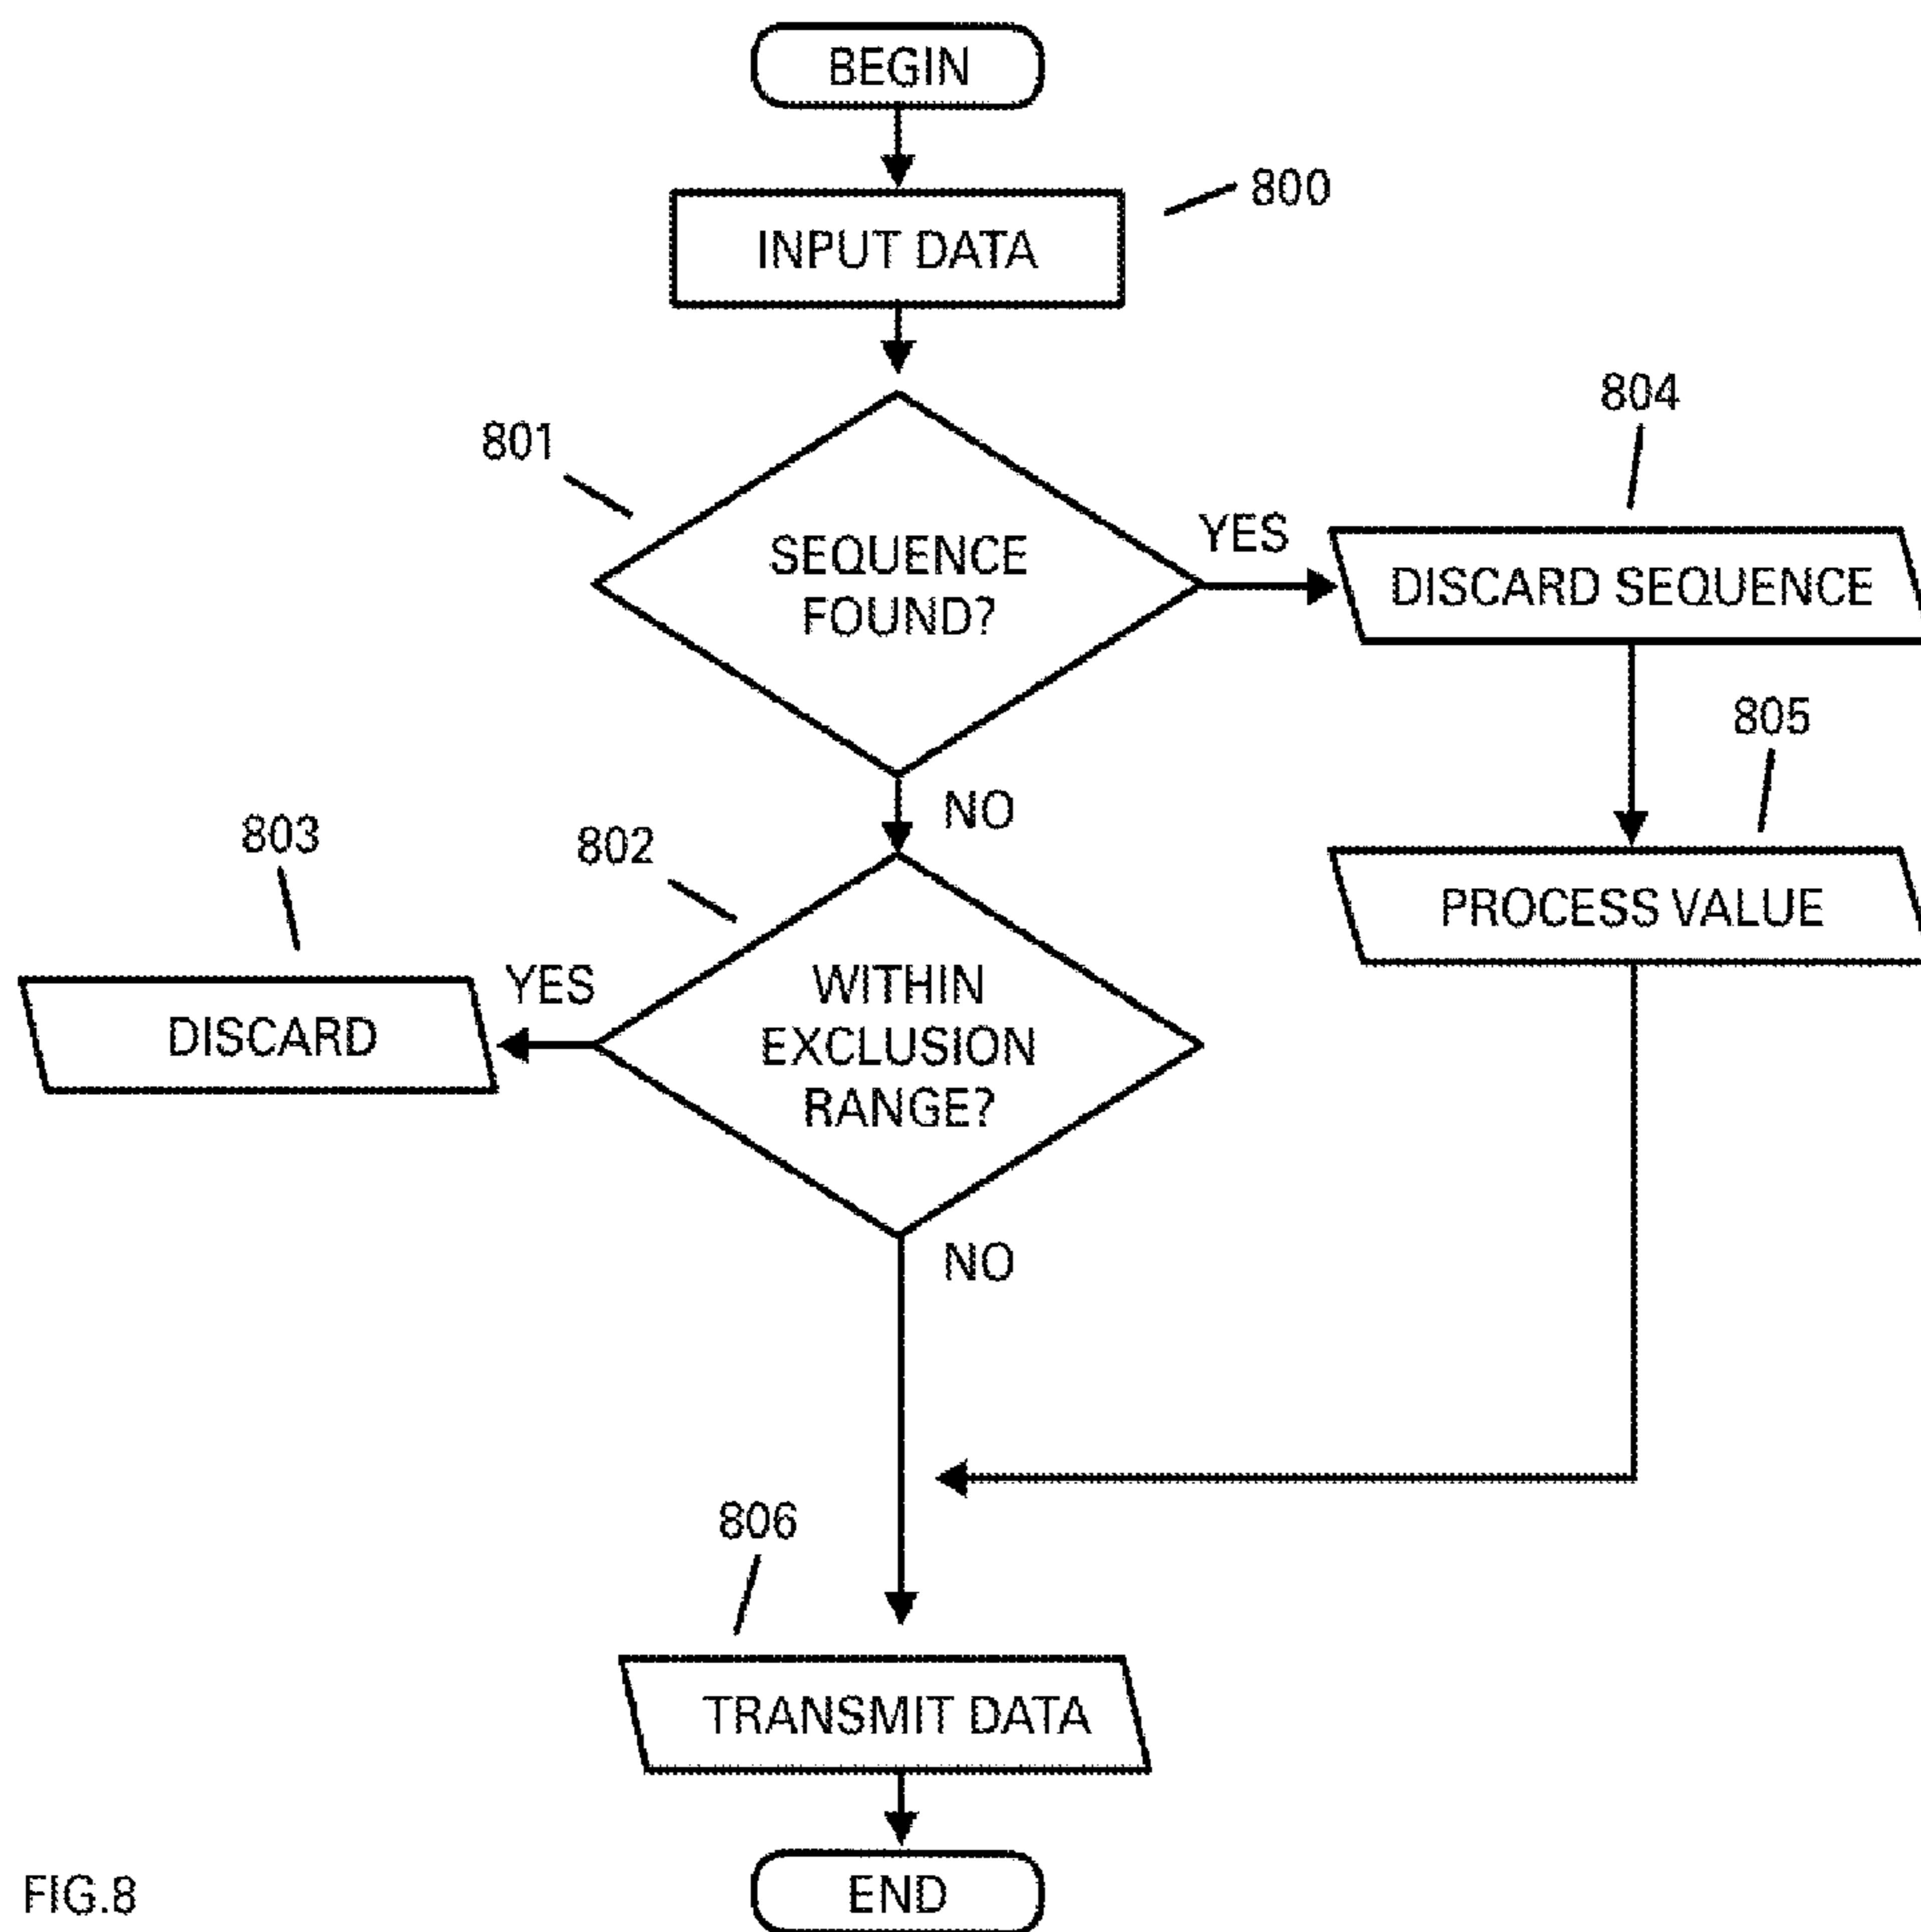 BEGIN
800
INPUT DATA
801
SEQUENCE
FOUND?
YES
804
DISCARD SEQUENCE
805
PROCESS VALUE
NO
802
WITHIN
EXCLUSION
RANGE?
YES
803
DISCARD
NO
806
TRANSMIT DATA
END
FIG.8